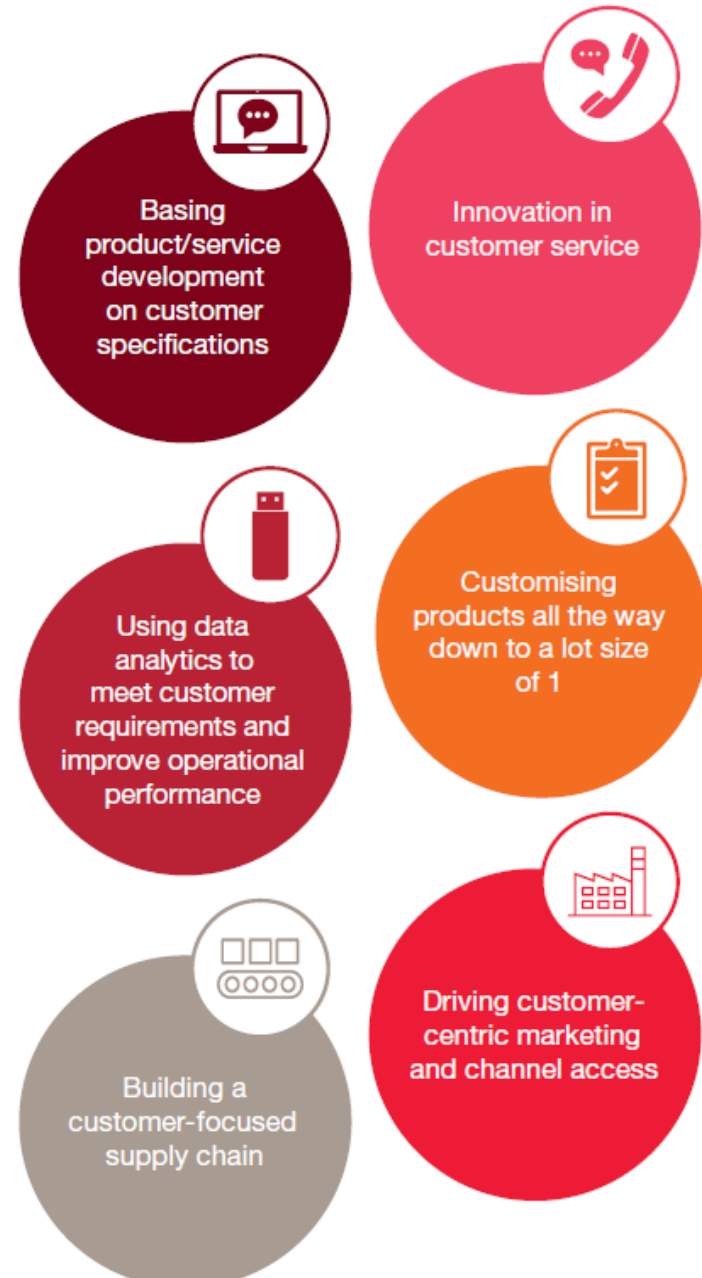 Basing
product/service
development
on customer
specifications
Innovation in
customer service
Using data
analytics to
meet customer
requirements and
improve operational
performance
Customising
products all the way
down to a lot size
of 1
Building a
customer-focused
supply chain
Driving customer-
centric marketing
and channel access